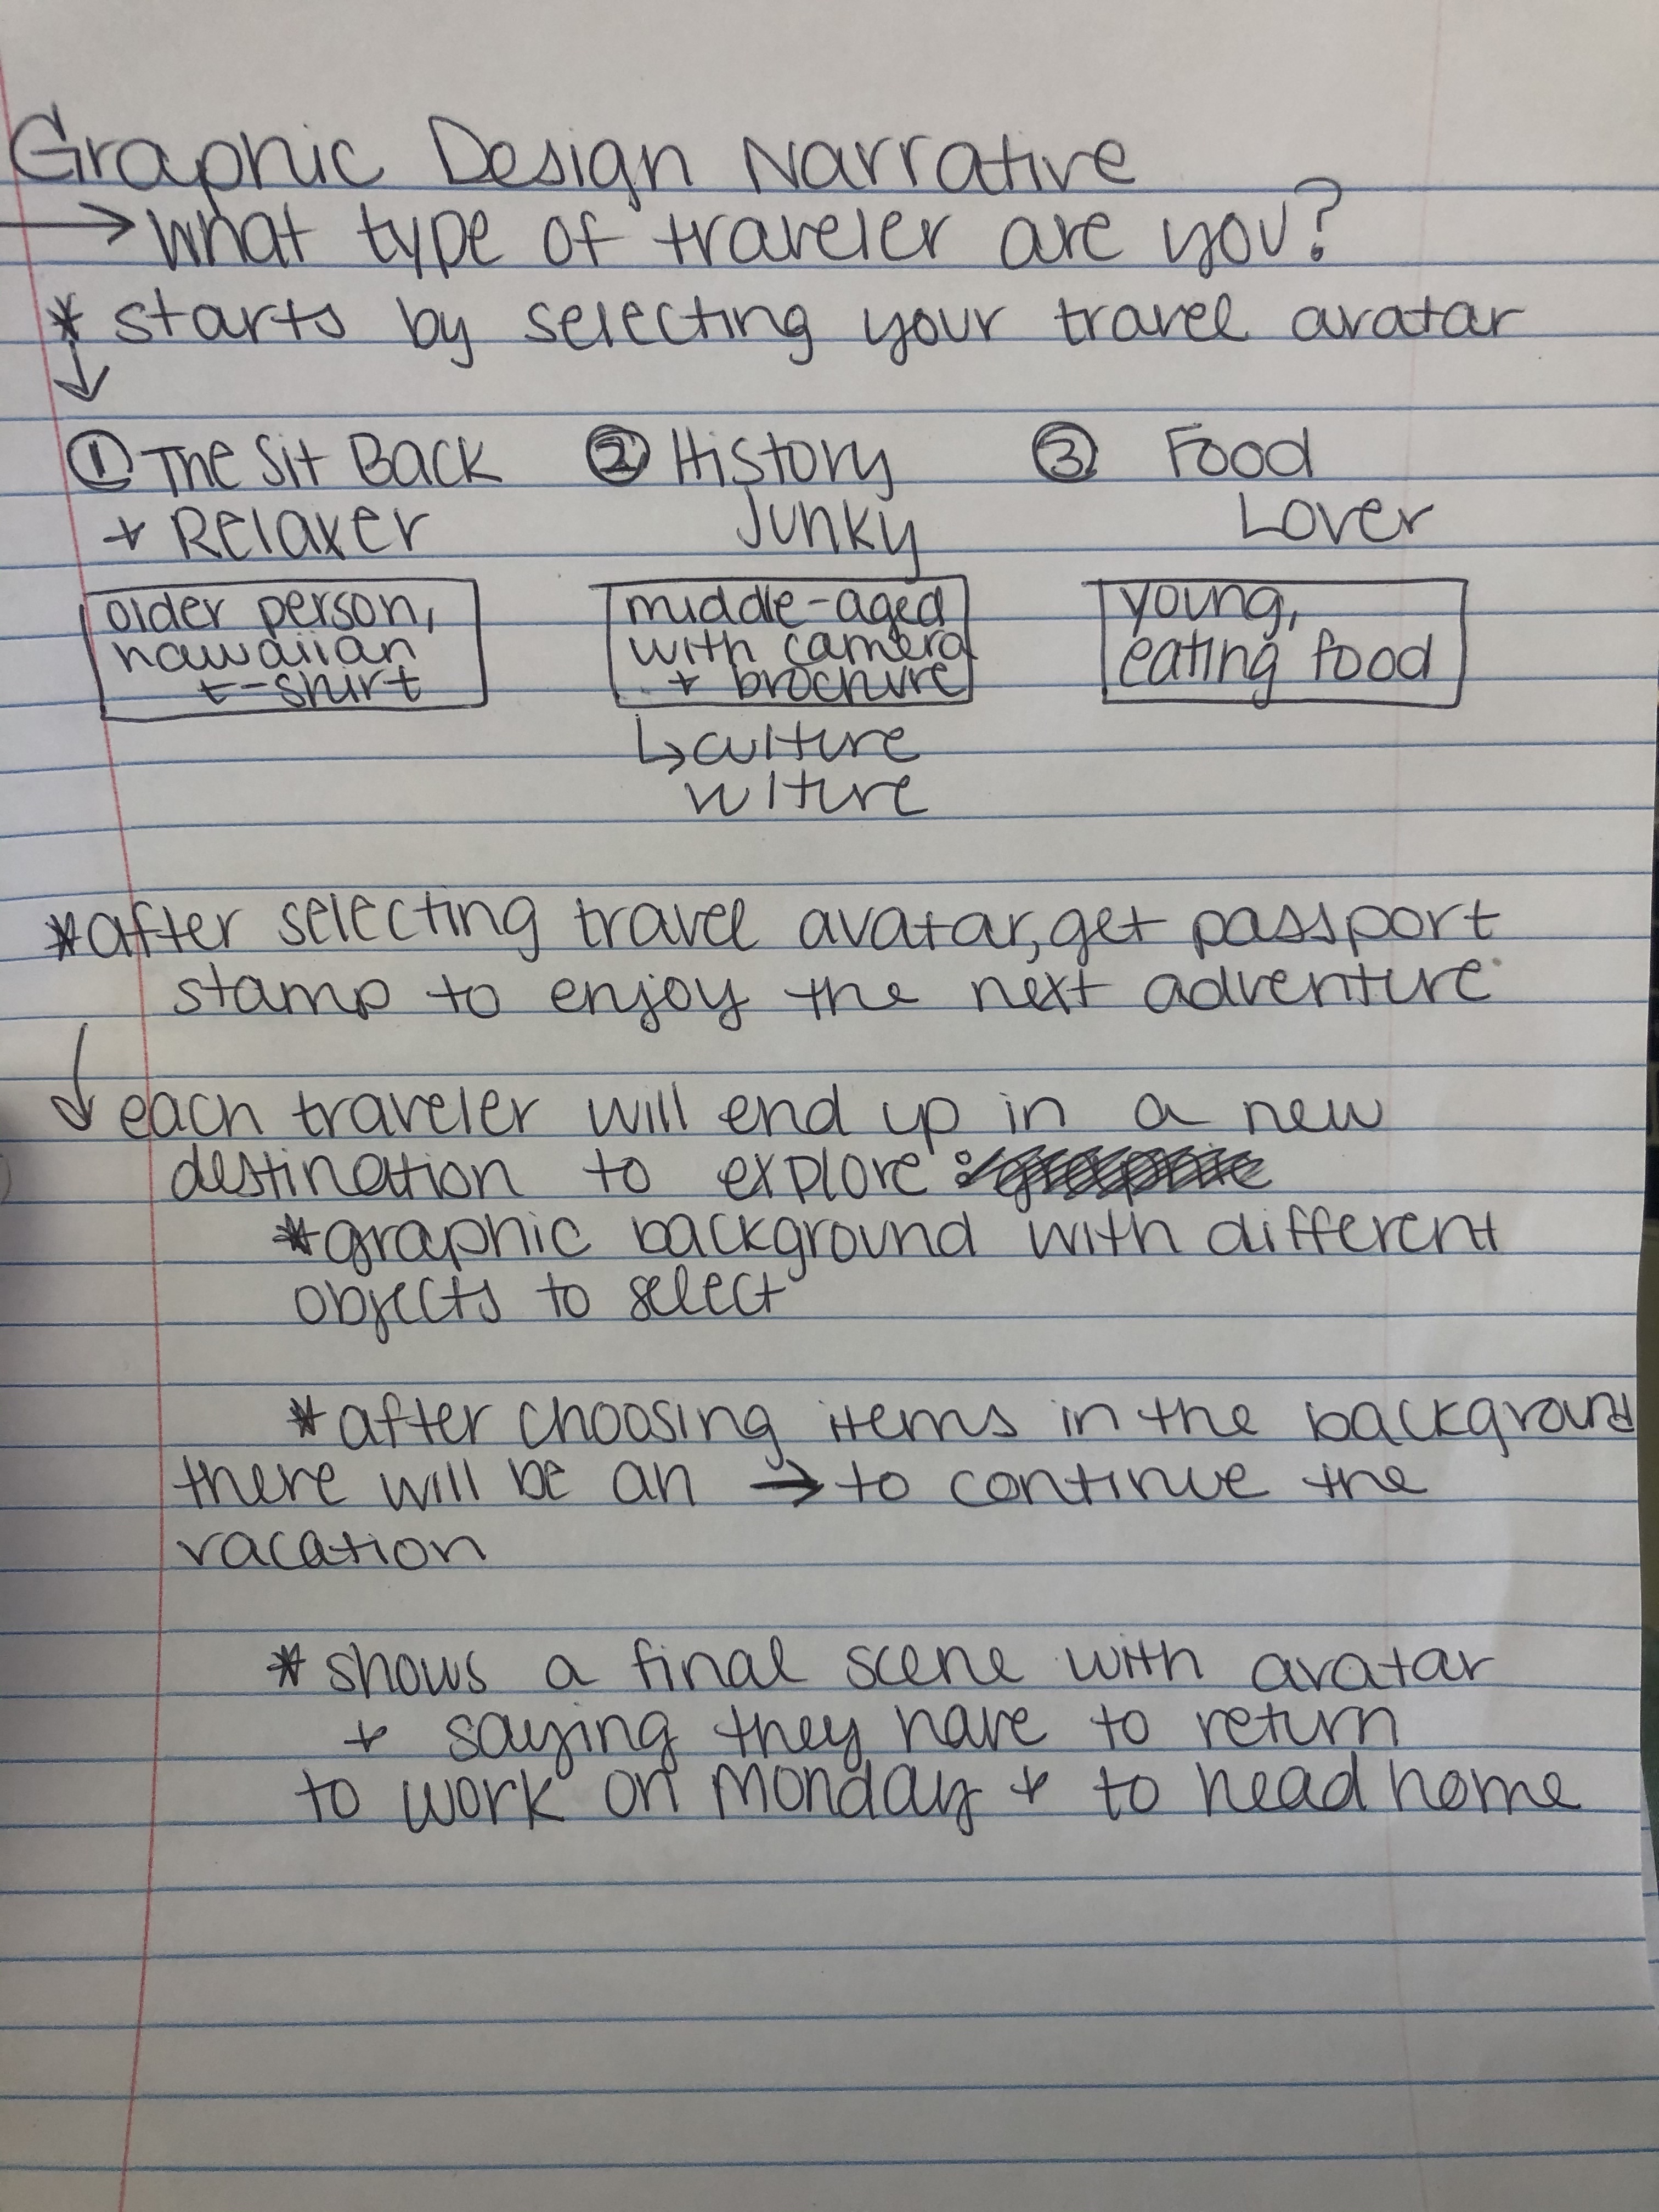 Graphic Design Narrative
→ What type of traveler are you?
* starts by selecting your travel avatar
↓
① The Sit Back ② History ③ Food
+ Relaxer Junky Lover
older person, middle-aged young,
hawaiian with camera eating food
t-shirt + brochure
↳ culture
vulture
* after selecting travel avatar, get passport
stamp to enjoy the next adventure
↓ each traveler will end up in a new
destination to explore:
* graphic background with different
objects to select
* after choosing items in the background
there will be an → to continue the
vacation
* shows a final scene with avatar
+ saying they have to return
to work on Monday + to head home